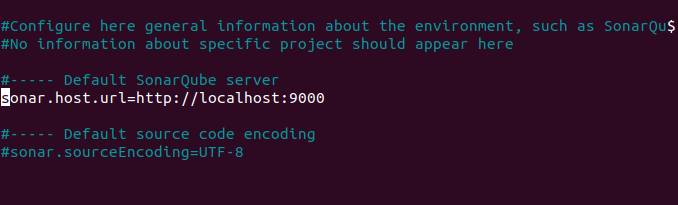 #Configure here general information about the environment, such as SonarQu$
#No information about specific project should appear here
#----- Default SonarQube server
sonar.host.url=http://localhost:9000
#----- Default source code encoding
#sonar.sourceEncoding=UTF-8